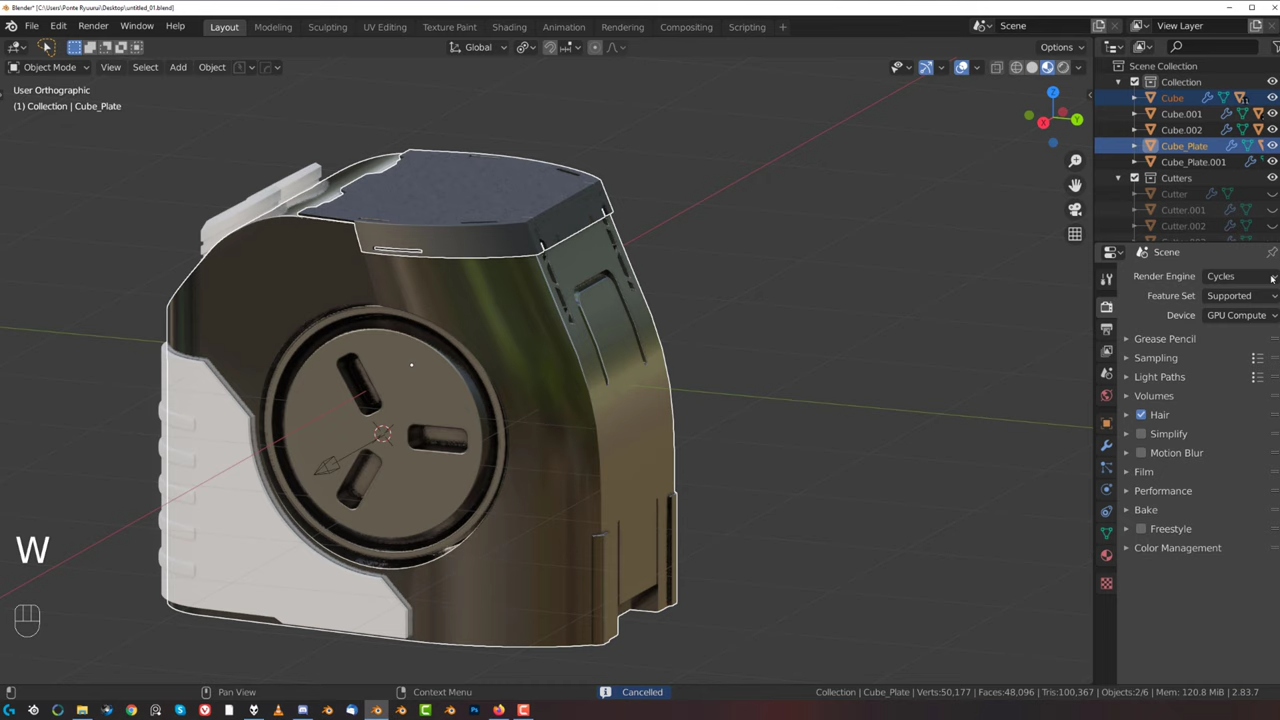 Blender* [C:\Users\Ponte Ryuurui\Desktop\untitled_01.blend]
File Edit Render Window Help Layout Modeling Sculpting UV Editing Texture Paint Shading Animation Rendering Compositing Scripting + Scene View Layer
Global Options
Object Mode View Select Add Object
User Orthographic
(1) Collection | Cube_Plate
Z
X
Y
W
Scene Collection
Collection
Cube
Cube.001
Cube.002
Cube_Plate
Cube_Plate.001
Cutters
Cutter
Cutter.001
Cutter.002
Scene
Render Engine Cycles
Feature Set Supported
Device GPU Compute
Grease Pencil
Sampling
Light Paths
Volumes
Hair
Simplify
Motion Blur
Film
Performance
Bake
Freestyle
Color Management
Pan View Context Menu Cancelled Collection | Cube_Plate | Verts:50,177 | Faces:48,096 | Tris:100,367 | Objects:2/6 | Mem: 120.8 MiB | 2.83.7